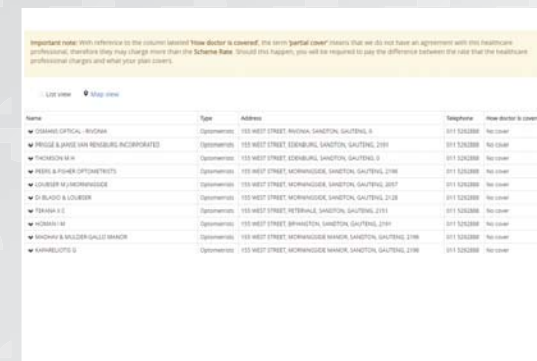 Important note: With reference to the column labeled 'How doctor is covered', the term 'partial cover' means that we do not have an agreement with this healthcare
professional, therefore they may charge more than the Scheme Rate. Should this happen, you will be required to pay the difference between the rate that the healthcare
professional charges and what your plan covers.
List view Map view
Name Type Address Telephone How doctor is cover
OSMANS OPTICAL - RIVONIA Optometrists 155 WEST STREET, RIVONIA, SANDTON, GAUTENG, 0 011 5292888 No cover
PRIGGE & JANSE VAN RENSBURG INCORPORATED Optometrists 155 WEST STREET, EDENBURG, SANDTON, GAUTENG, 2191 011 5292888 No cover
THOMSON M H Optometrists 155 WEST STREET, EDENBURG, SANDTON, GAUTENG, 0 011 5292888 No cover
PEERS & FISHER OPTOMETRISTS Optometrists 155 WEST STREET, MORNINGSIDE, SANDTON, GAUTENG, 2196 011 5292888 No cover
LOUBSER M J MORNINGSIDE Optometrists 155 WEST STREET, MORNINGSIDE, SANDTON, GAUTENG, 2057 011 5292888 No cover
DI BLASIO & LOUBSER Optometrists 155 WEST STREET, MORNINGSIDE, SANDTON, GAUTENG, 2128 011 5292888 No cover
Optometrists 155 WEST STREET, PETERVALE, SANDTON, GAUTENG, 2151 011 5292888 No cover
HOMAN I M Optometrists 155 WEST STREET, BRYANSTON, SANDTON, GAUTENG, 2191 011 5292888 No cover
MADHAV & MULDER GALLO MANOR Optometrists 155 WEST STREET, MORNINGSIDE MANOR, SANDTON, GAUTENG, 2196 011 5292888 No cover
KAPARELIOTIS G Optometrists 155 WEST STREET, MORNINGSIDE MANOR, SANDTON, GAUTENG, 2196 011 5292888 No cover